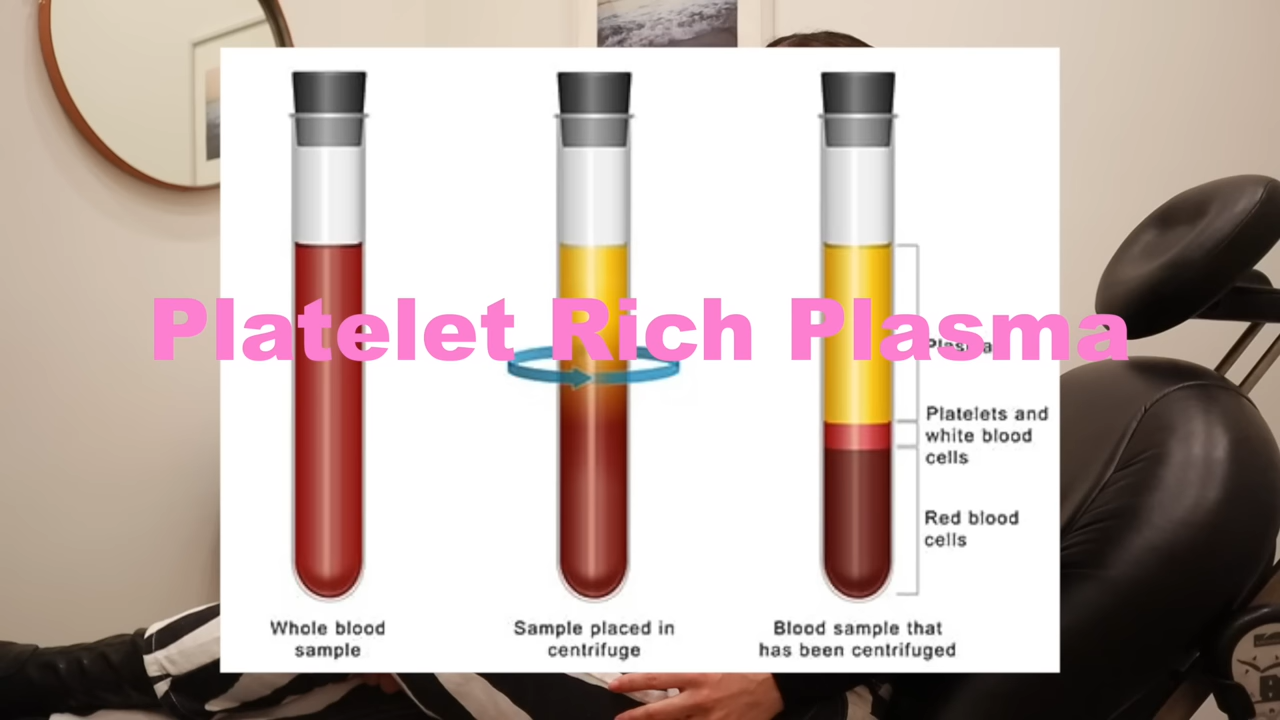 Platelet Rich Plasma
Plasma
Platelets and
white blood
cells
Red blood
cells
Whole blood
sample
Sample placed in
centrifuge
Blood sample that
has been centrifuged